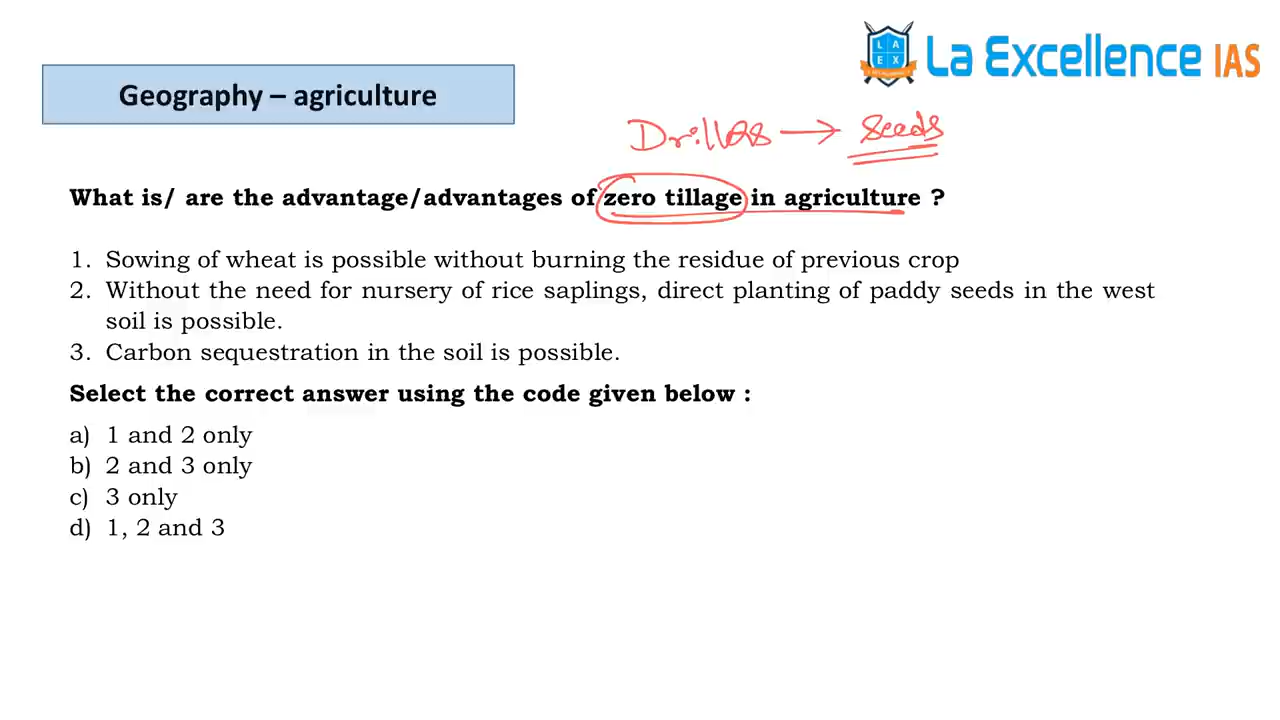 LAEX
La Excellence IAS
Geography – agriculture
Drillers → seeds
What is/ are the advantage/advantages of zero tillage in agriculture ?
1. Sowing of wheat is possible without burning the residue of previous crop
2. Without the need for nursery of rice saplings, direct planting of paddy seeds in the west
soil is possible.
3. Carbon sequestration in the soil is possible.
Select the correct answer using the code given below :
a) 1 and 2 only
b) 2 and 3 only
c) 3 only
d) 1, 2 and 3